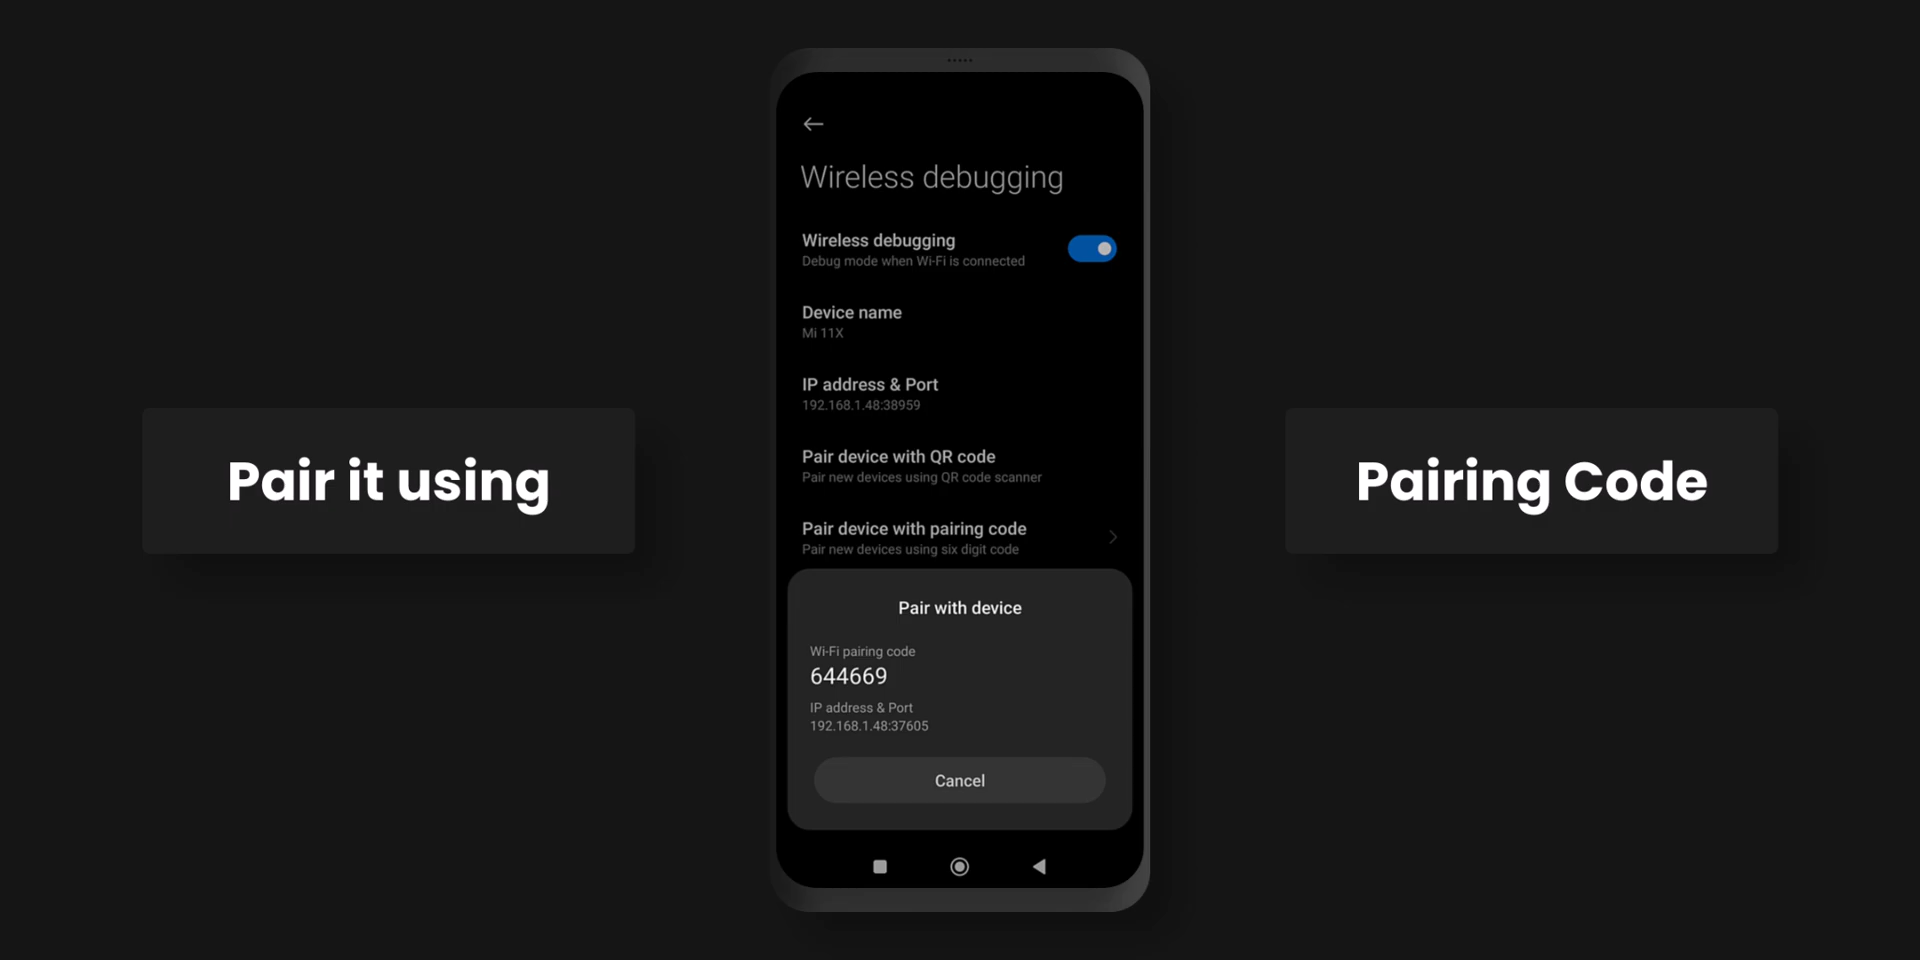 Pair it using
Wireless debugging
Wireless debugging
Debug mode when Wi-Fi is connected
Device name
Mi 11X
IP address & Port
192.168.1.48:38959
Pair device with QR code
Pair new devices using QR code scanner
Pair device with pairing code
Pair new devices using six digit code
Pair with device
Wi-Fi pairing code
644669
IP address & Port
192.168.1.48:37605
Cancel
Pairing Code